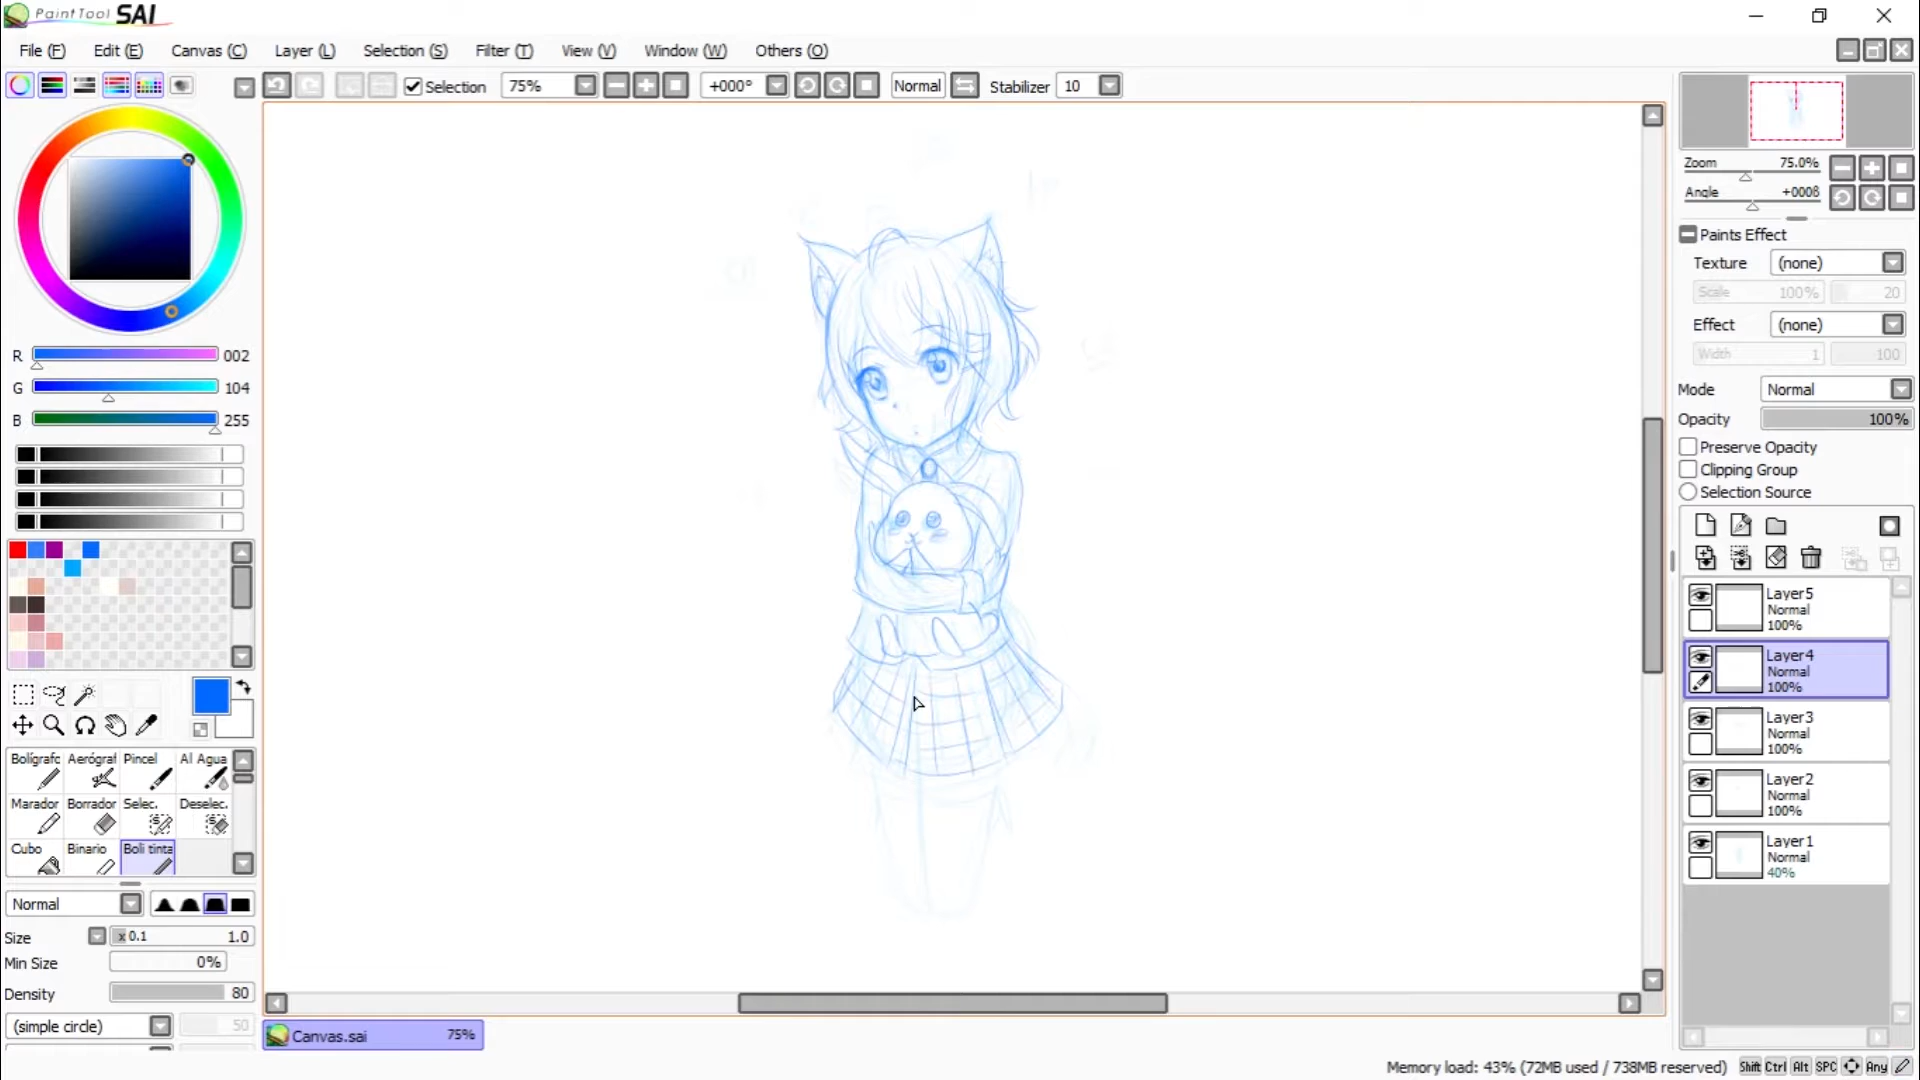 PaintTool SAI
File (F) Edit (E) Canvas (C) Layer (L) Selection (S) Filter (T) View (V) Window (W) Others (O)
Selection 75% +000° Normal Stabilizer 10
Zoom 75.0%
Angle +0008
Paints Effect
Texture (none)
Scale 100% 20
Effect (none)
Width 1 100
Mode Normal
Opacity 100%
Preserve Opacity
Clipping Group
Selection Source
R 002
G 104
B 255
Layer5
Normal
100%
Layer4
Normal
100%
Layer3
Normal
100%
Layer2
Normal
100%
Layer1
Normal
40%
Bolígrafc Aerógraf Pincel Al Agua
Marador Borrador Selec. Deselec.
Cubo Binario Boli tinta
Normal
Size x 0.1 1.0
Min Size 0%
Density 80
(simple circle) 50
Canvas.sai 75%
Memory load: 43% (72MB used / 738MB reserved) Shift Ctrl Alt SPC Any